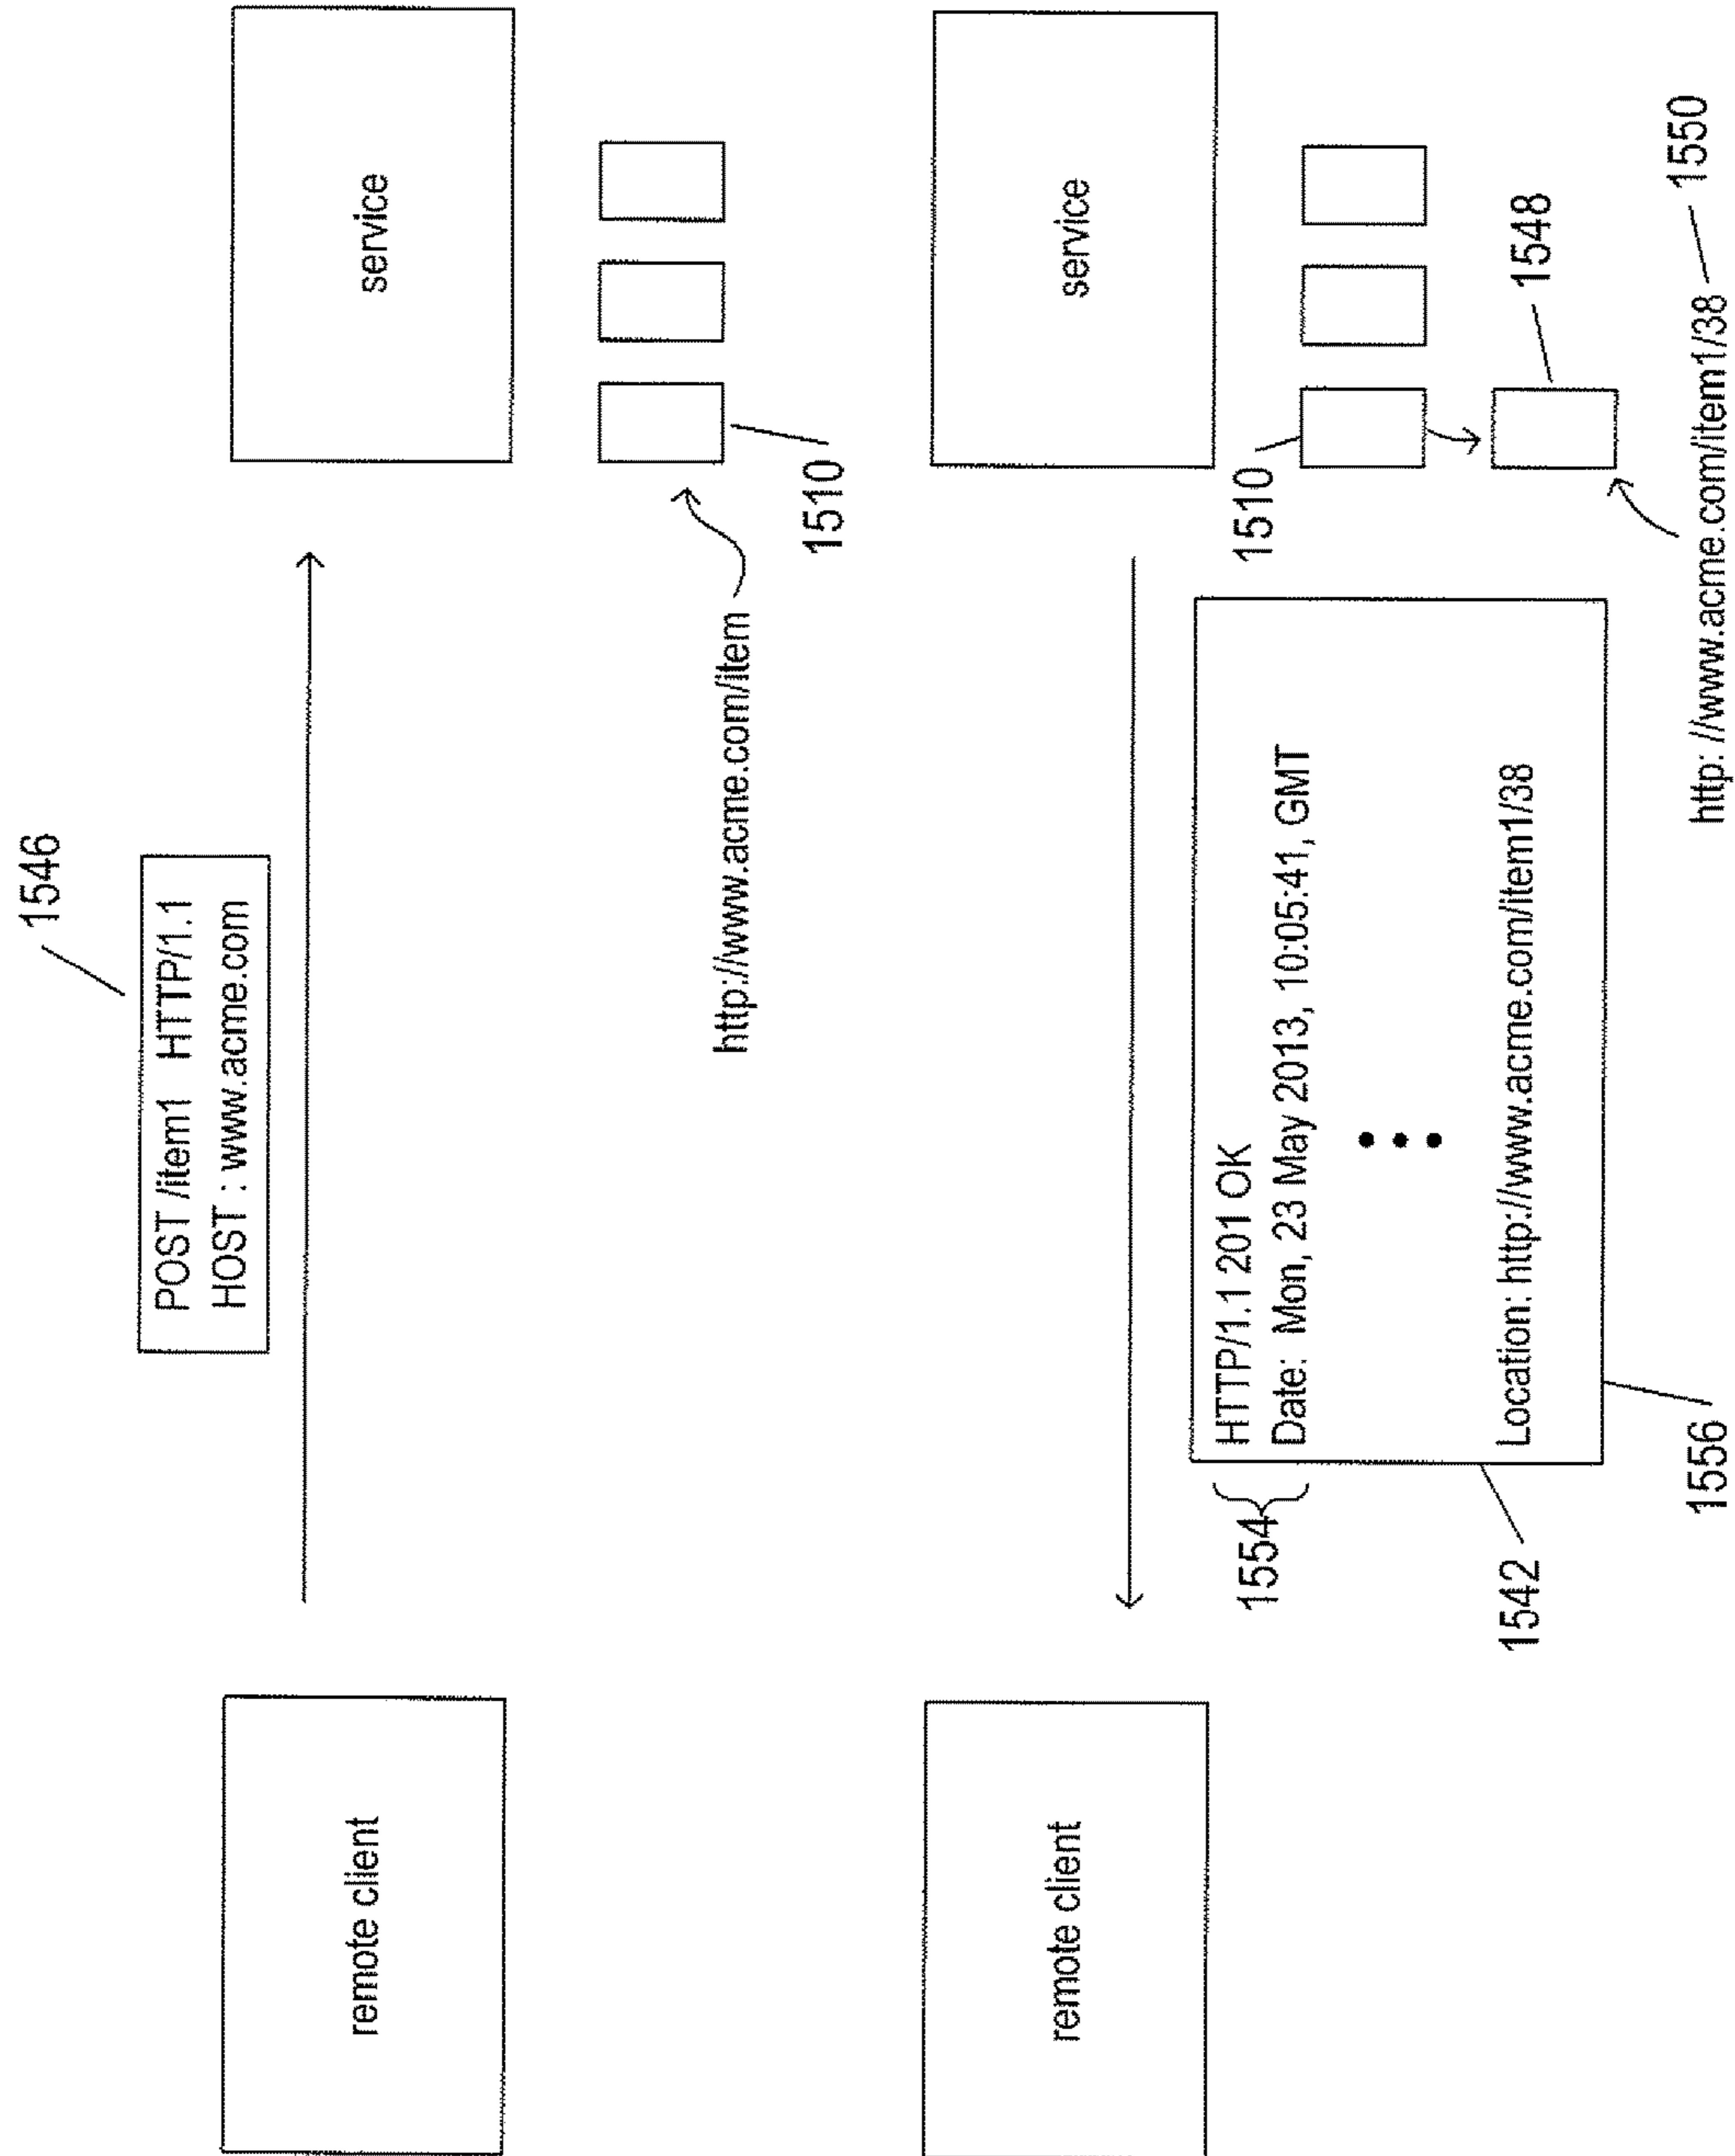 1546
POST /item1 HTTP/1.1
HOST : www.acme.com
remote client
service
http://www.acme.com/item
1510
remote client
service
1554
HTTP/1.1 201 OK
Date: Mon, 23 May 2013, 10:05:41, GMT
Location: http://www.acme.com/item1/38
1542
1556
1510
1548
http: //www.acme.com/item1/38
1550